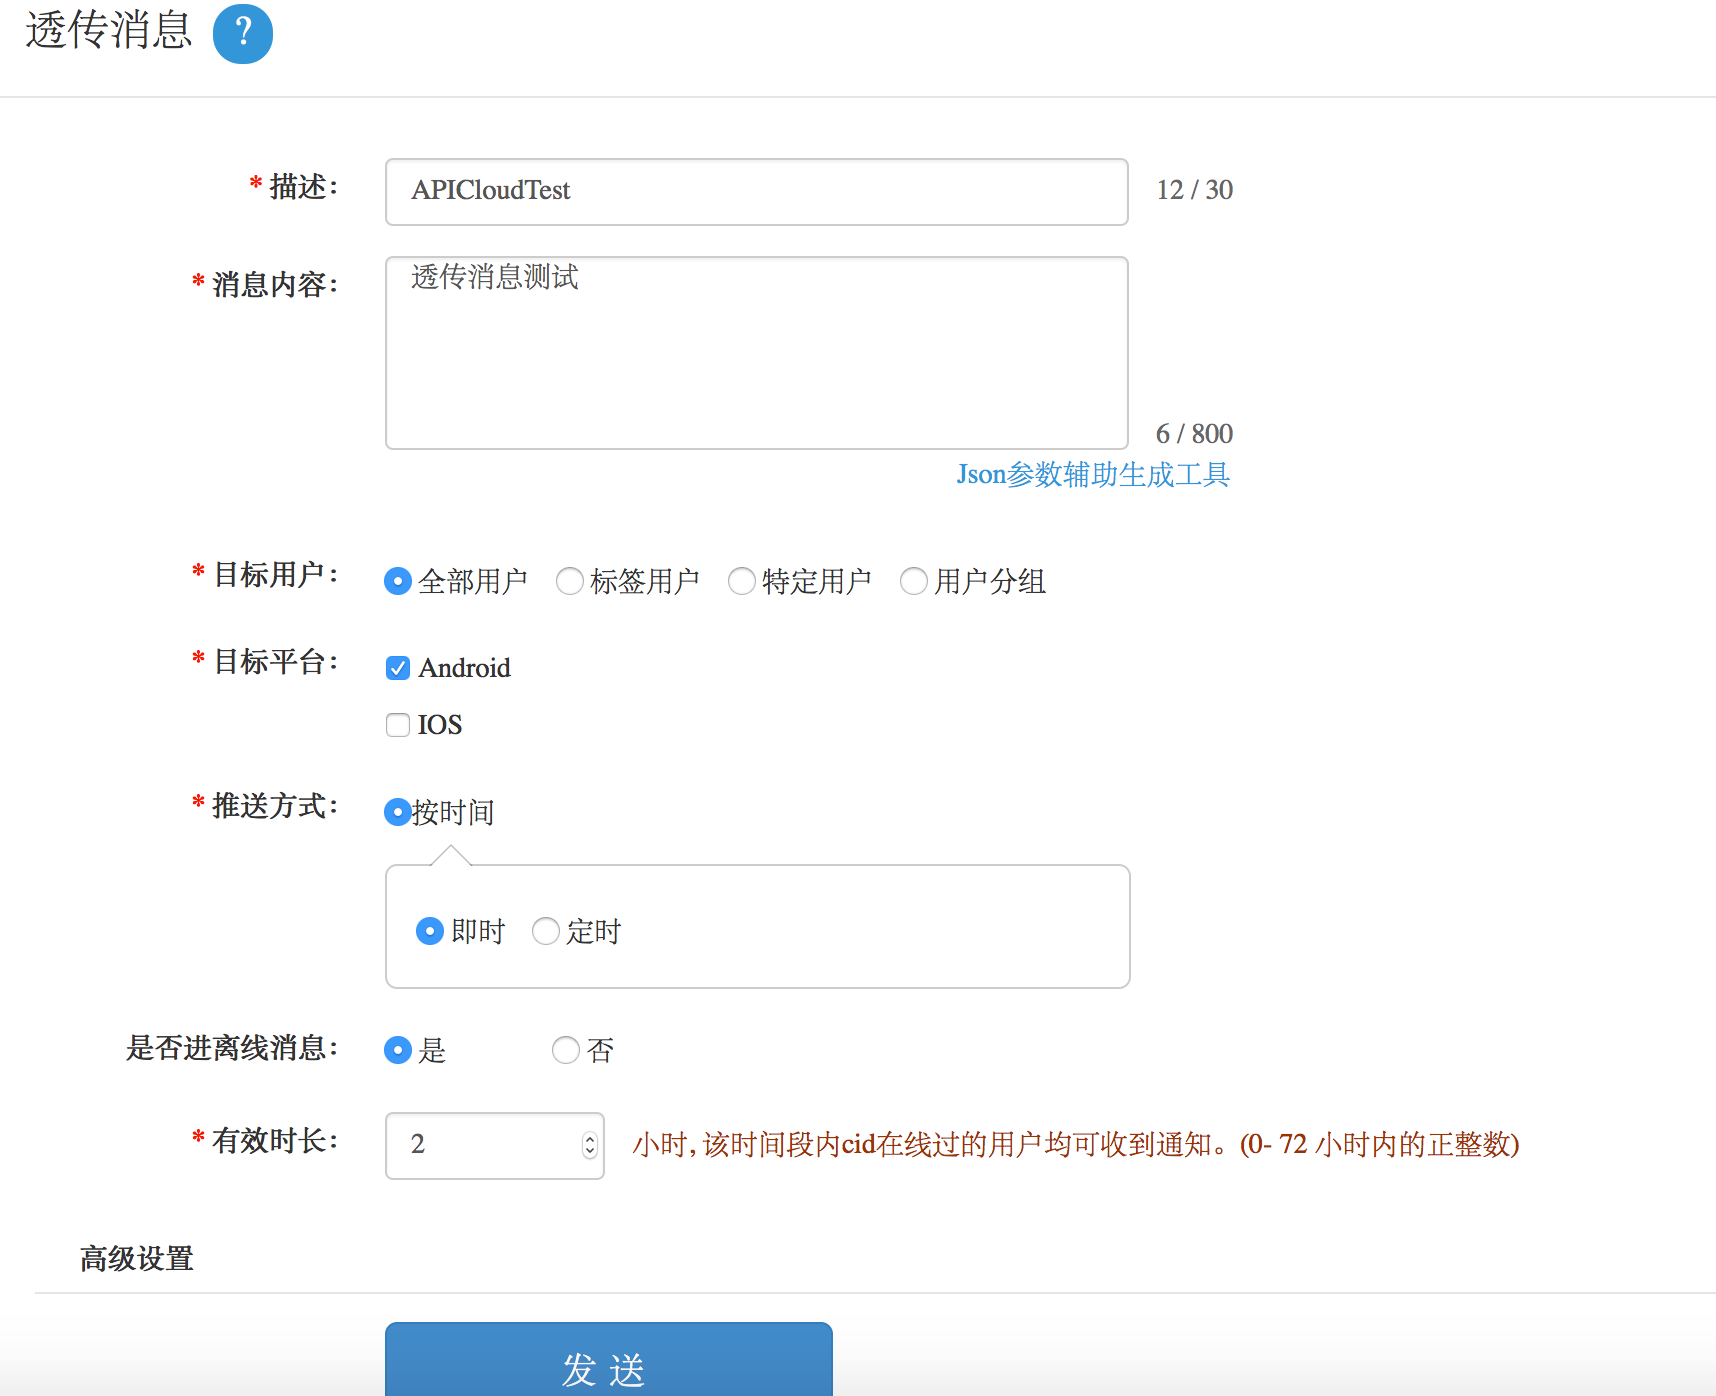 透传消息 ?
*描述： APICloudTest 12 / 30
*消息内容： 透传消息测试
6 / 800
Json参数辅助生成工具
*目标用户： 全部用户 标签用户 特定用户 用户分组
*目标平台： Android
IOS
*推送方式： 按时间
即时 定时
是否进离线消息： 是 否
*有效时长： 2 小时, 该时间段内cid在线过的用户均可收到通知。(0- 72 小时内的正整数)
高级设置
发 送